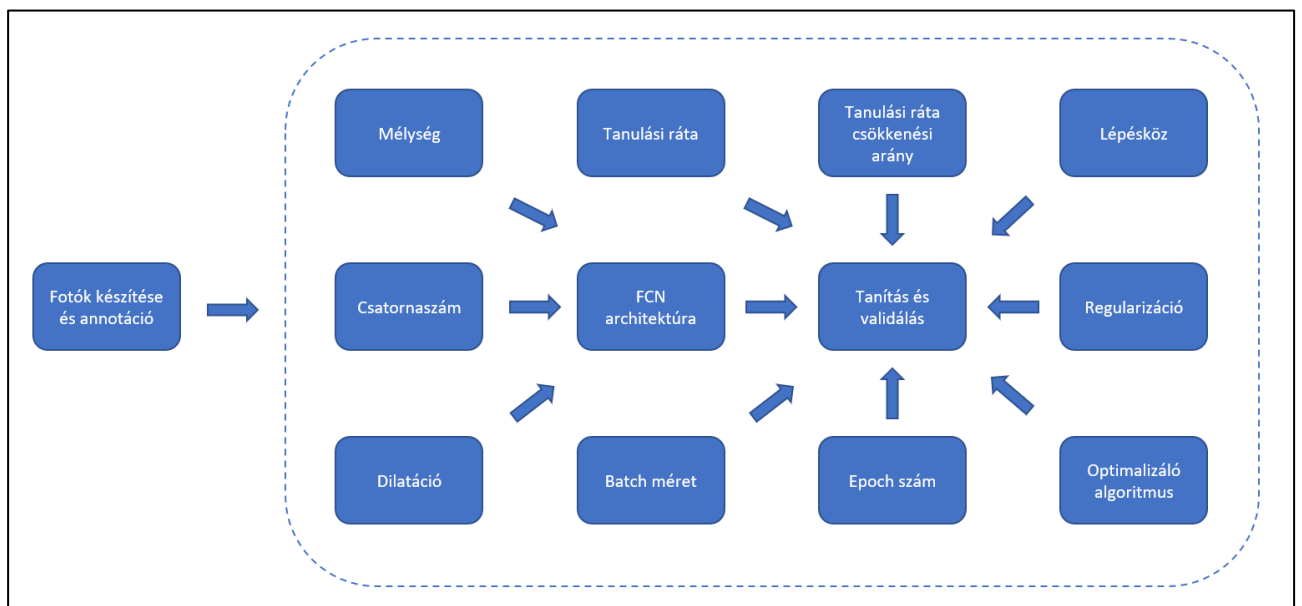 Mélység
Tanulási ráta
Tanulási ráta
csökkenési
arány
Lépésköz
Fotók készítése
és annotáció
Csatornaszám
FCN
architektúra
Tanítás és
validálás
Regularizáció
Dilatáció
Batch méret
Epoch szám
Optimalizáló
algoritmus